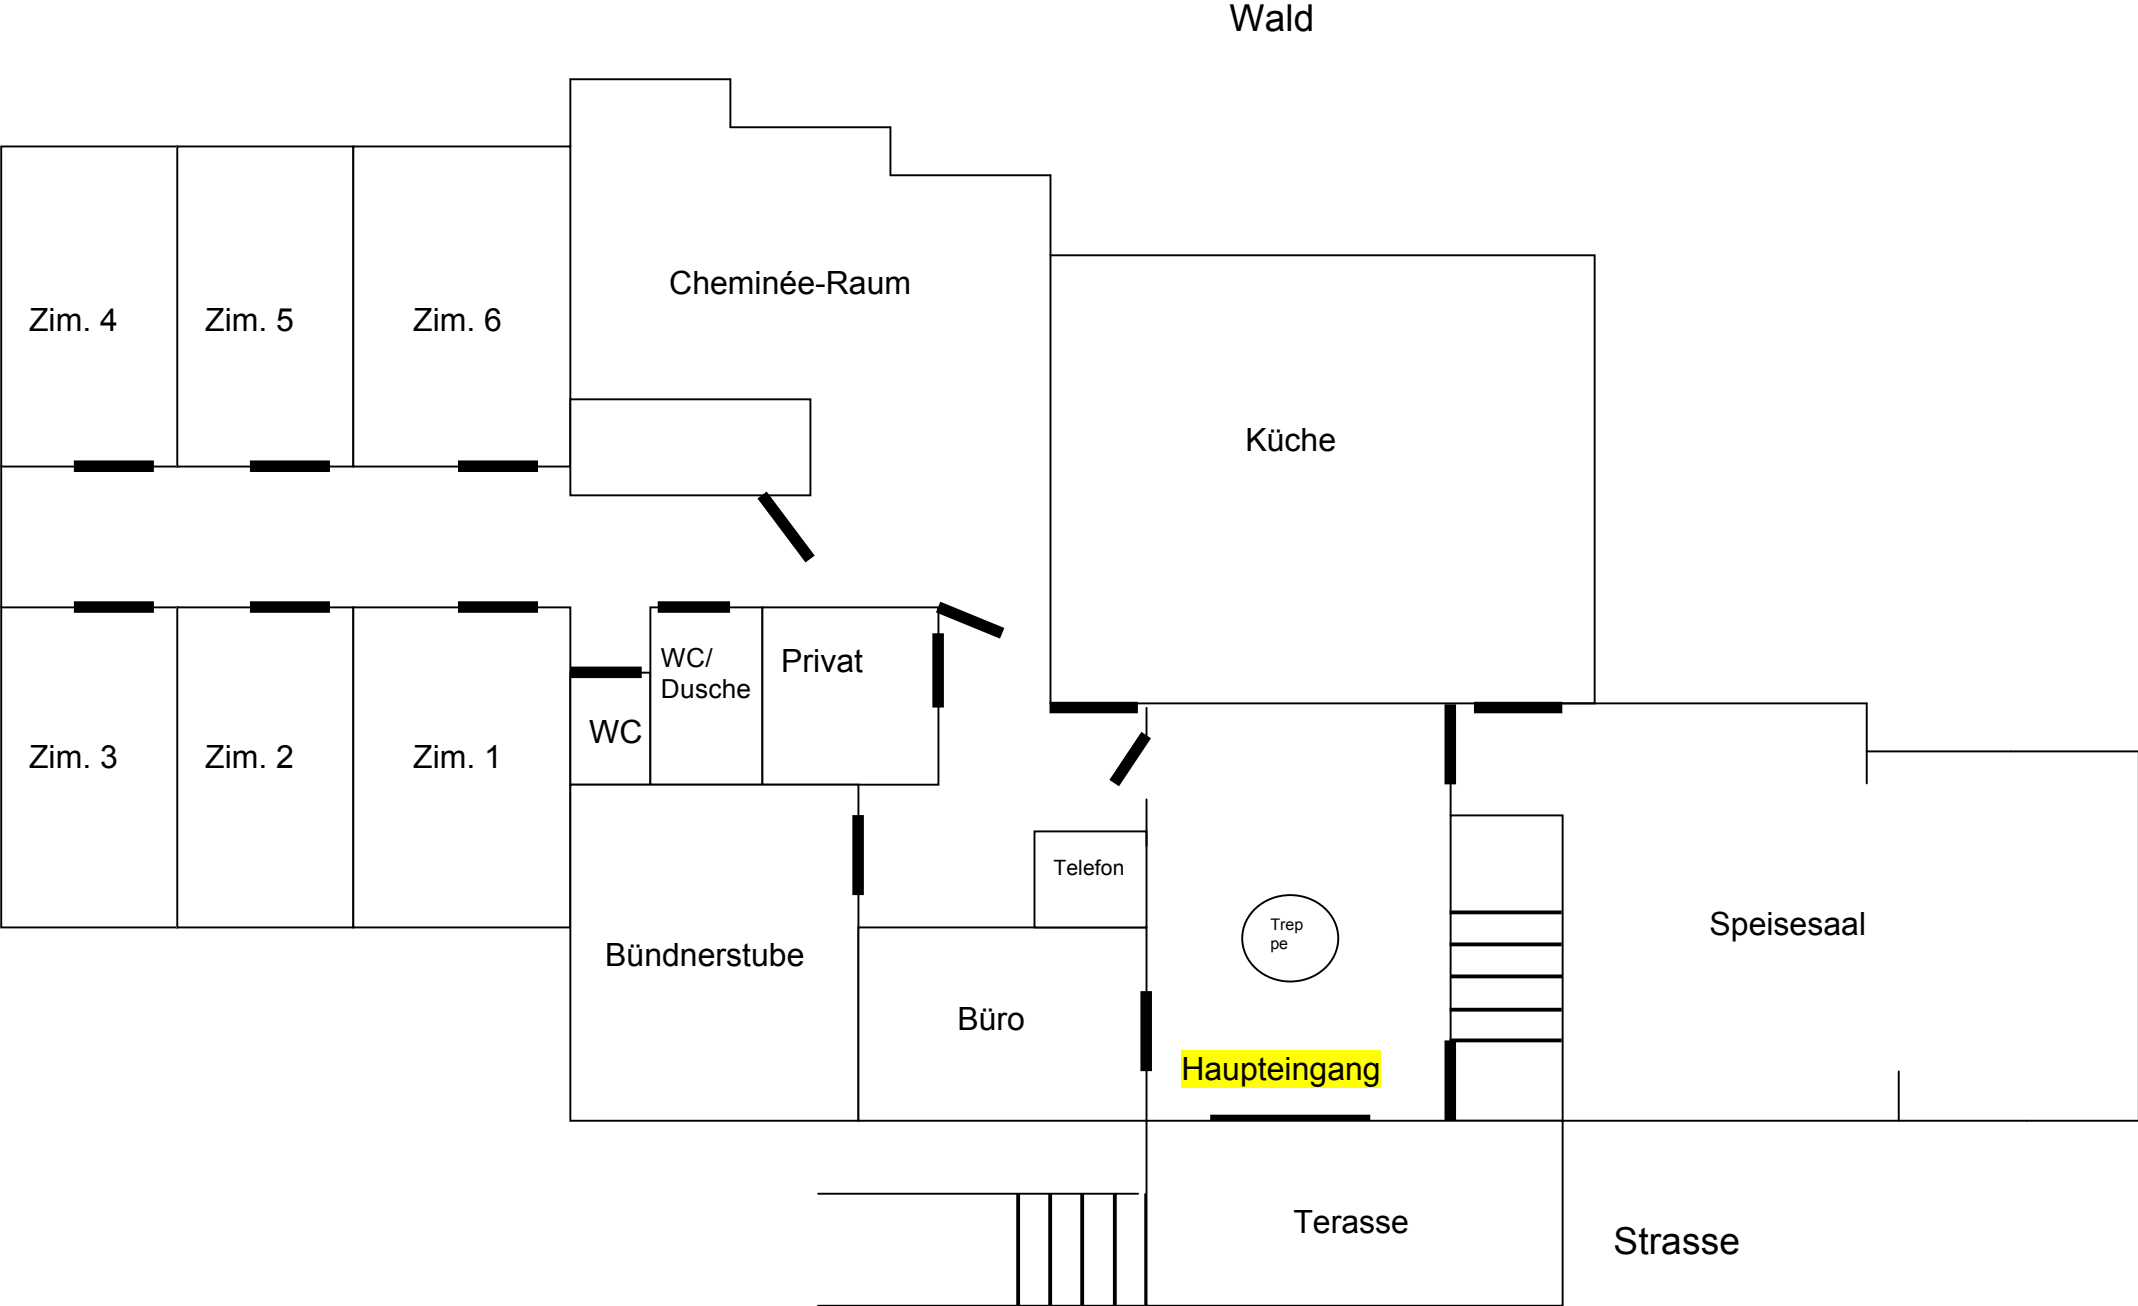 Wald
Cheminée-Raum
Zim. 4
Zim. 5
Zim. 6
Küche
WC/
Dusche
Privat
WC
Zim. 3
Zim. 2
Zim. 1
Telefon
Trep
pe
Speisesaal
Bündnerstube
Büro
Haupteingang
Terasse
Strasse